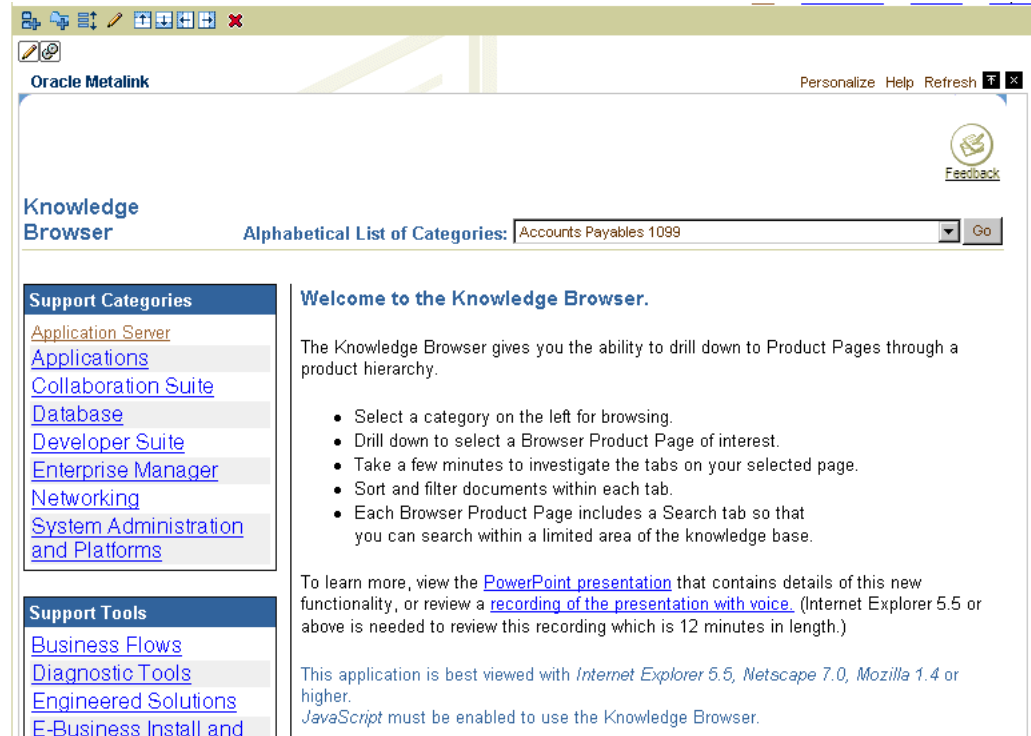 Oracle Metalink
Personalize Help Refresh
Feedback
Knowledge
Browser
Alphabetical List of Categories: Accounts Payables 1099 Go
Support Categories
Application Server
Applications
Collaboration Suite
Database
Developer Suite
Enterprise Manager
Networking
System Administration
and Platforms
Support Tools
Business Flows
Diagnostic Tools
Engineered Solutions
E-Business Install and
Welcome to the Knowledge Browser.
The Knowledge Browser gives you the ability to drill down to Product Pages through a
product hierarchy.
• Select a category on the left for browsing.
• Drill down to select a Browser Product Page of interest.
• Take a few minutes to investigate the tabs on your selected page.
• Sort and filter documents within each tab.
• Each Browser Product Page includes a Search tab so that
you can search within a limited area of the knowledge base.
To learn more, view the PowerPoint presentation that contains details of this new
functionality, or review a recording of the presentation with voice. (Internet Explorer 5.5 or
above is needed to review this recording which is 12 minutes in length.)
This application is best viewed with Internet Explorer 5.5, Netscape 7.0, Mozilla 1.4 or
higher.
JavaScript must be enabled to use the Knowledge Browser.